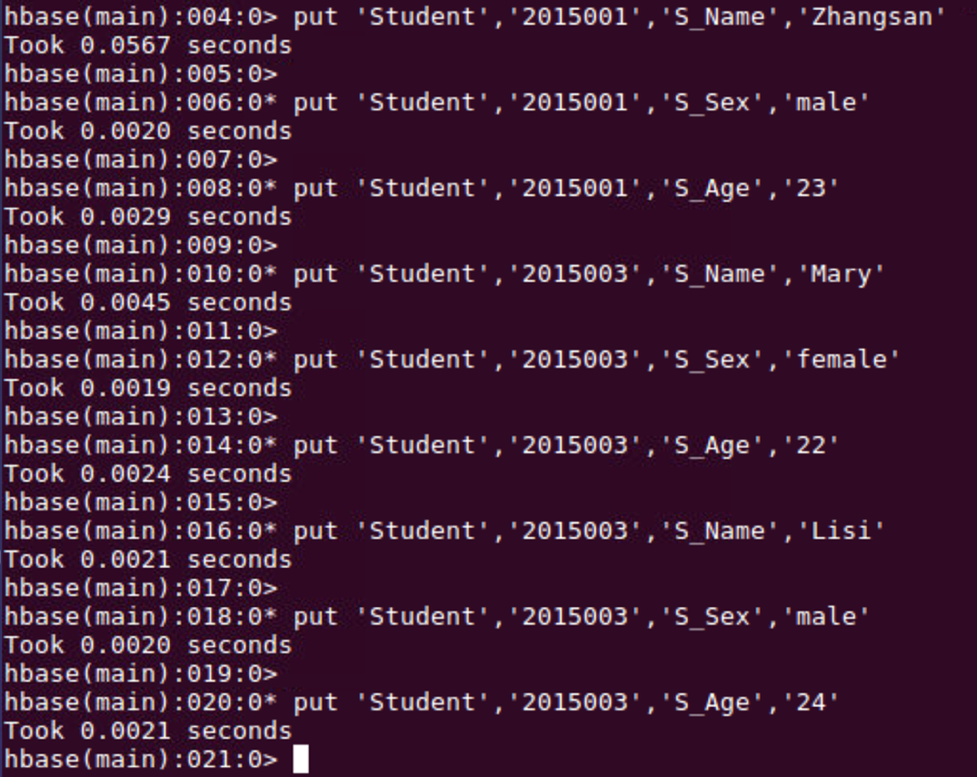 hbase(main):004:0> put 'Student','2015001','S_Name','Zhangsan'
Took 0.0567 seconds
hbase(main):005:0>
hbase(main):006:0* put 'Student','2015001','S_Sex','male'
Took 0.0020 seconds
hbase(main):007:0>
hbase(main):008:0* put 'Student','2015001','S_Age','23'
Took 0.0029 seconds
hbase(main):009:0>
hbase(main):010:0* put 'Student','2015003','S_Name','Mary'
Took 0.0045 seconds
hbase(main):011:0>
hbase(main):012:0* put 'Student','2015003','S_Sex','female'
Took 0.0019 seconds
hbase(main):013:0>
hbase(main):014:0* put 'Student','2015003','S_Age','22'
Took 0.0024 seconds
hbase(main):015:0>
hbase(main):016:0* put 'Student','2015003','S_Name','Lisi'
Took 0.0021 seconds
hbase(main):017:0>
hbase(main):018:0* put 'Student','2015003','S_Sex','male'
Took 0.0020 seconds
hbase(main):019:0>
hbase(main):020:0* put 'Student','2015003','S_Age','24'
Took 0.0021 seconds
hbase(main):021:0>